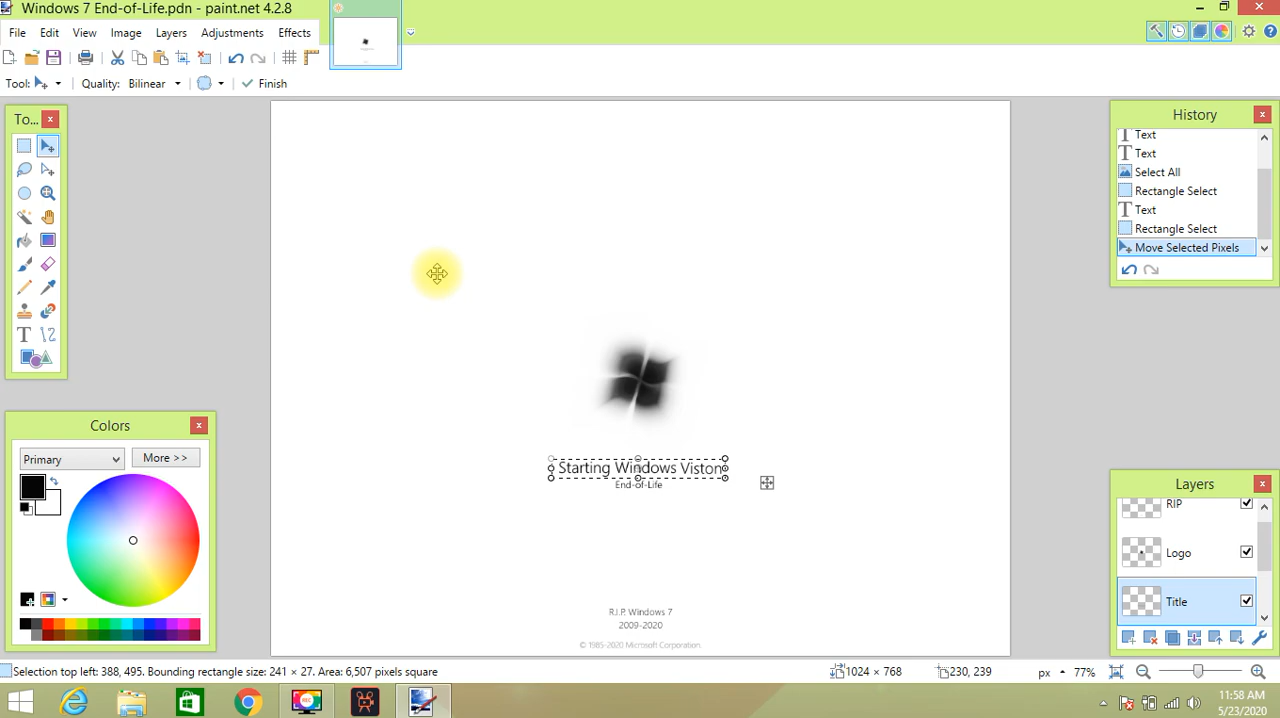 Windows 7 End-of-Life.pdn - paint.net 4.2.8
File Edit View Image Layers Adjustments Effects
Tool: Quality: Bilinear Finish
To...
History
Text
Text
Select All
Rectangle Select
Text
Rectangle Select
Move Selected Pixels
Starting Windows Viston
End-of-Life
R.I.P. Windows 7
2009-2020
© 1985-2020 Microsoft Corporation.
Colors
Primary
More >>
Layers
RIP
Logo
Title
Selection top left: 388, 495. Bounding rectangle size: 241 × 27. Area: 6,507 pixels square
1024 × 768
230, 239
px
77%
REC
11:58 AM
5/23/2020